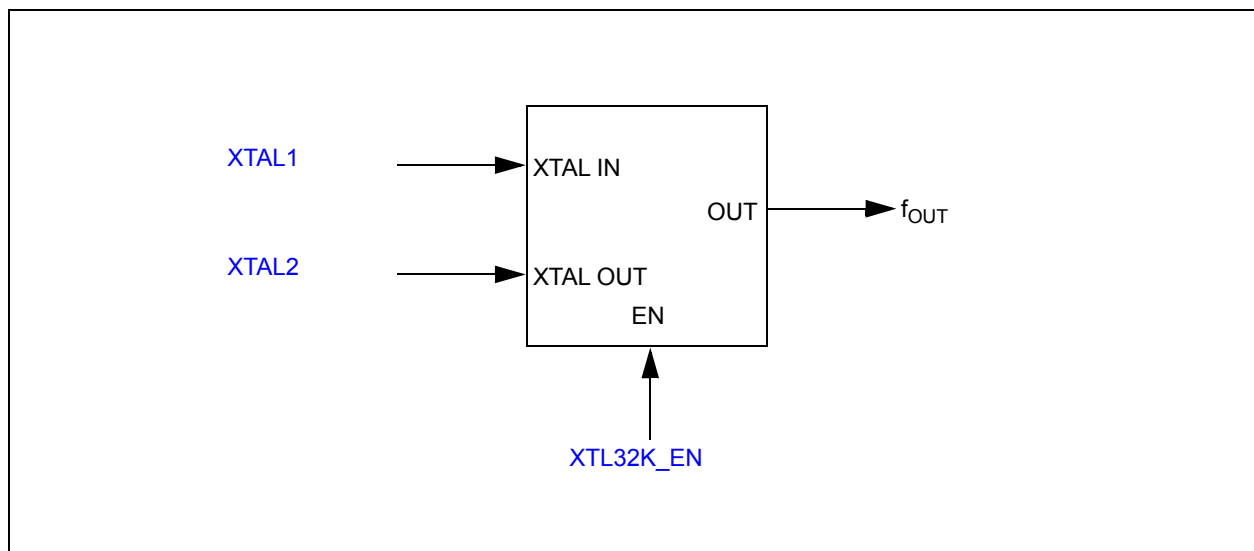 XTAL1
XTAL IN
OUT
fOUT
XTAL2
XTAL OUT
EN
XTL32K_EN